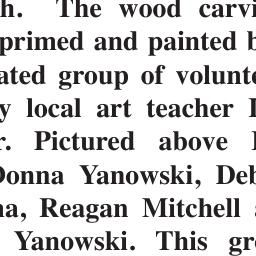 h. The wood carvi
primed and painted b
ated group of volunte
y local art teacher
r. Pictured above
Donna Yanowski, Deb
na, Reagan Mitchell
Yanowski. This gr